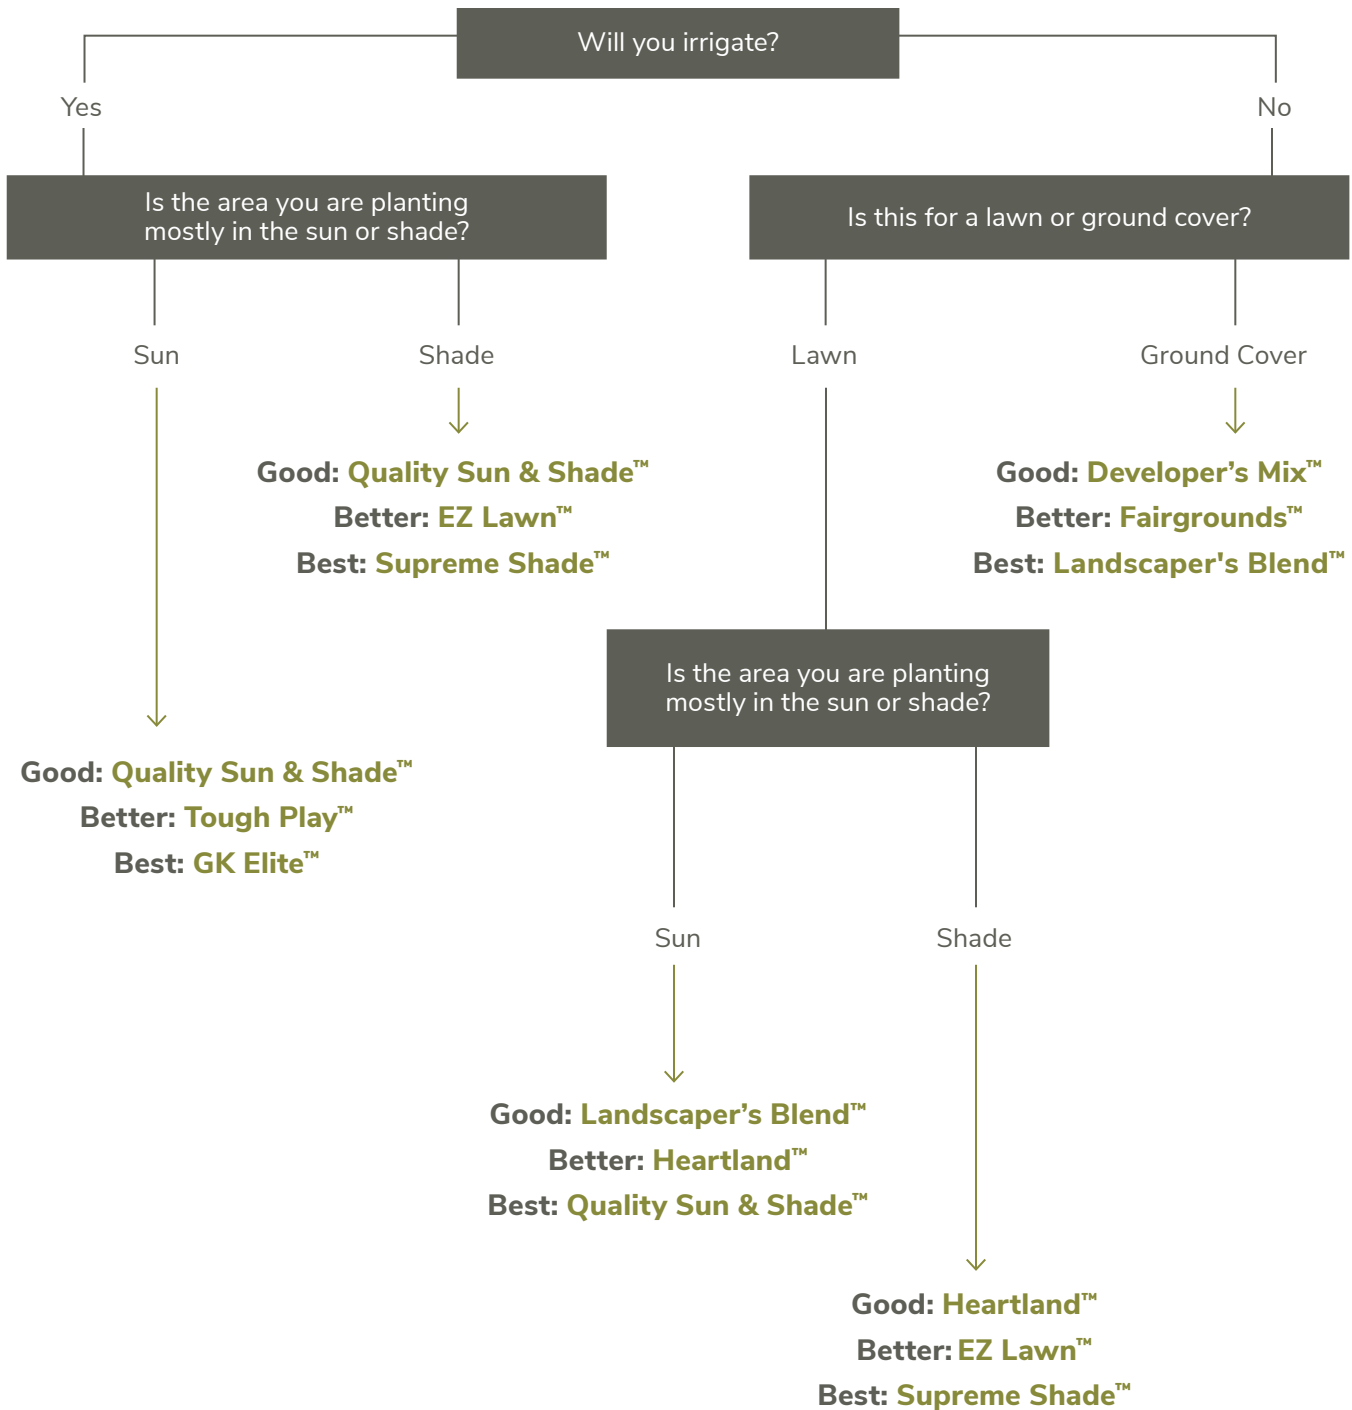 Will you irrigate?
Yes
No
Is the area you are planting
mostly in the sun or shade?
Is this for a lawn or ground cover?
Sun
Shade
Lawn
Ground Cover
Good: Quality Sun & Shade™
Better: EZ Lawn™
Best: Supreme Shade™
Good: Developer’s Mix™
Better: Fairgrounds™
Best: Landscaper's Blend™
Is the area you are planting
mostly in the sun or shade?
Good: Quality Sun & Shade™
Better: Tough Play™
Best: GK Elite™
Sun
Shade
Good: Landscaper’s Blend™
Better: Heartland™
Best: Quality Sun & Shade™
Good: Heartland™
Better: EZ Lawn™
Best: Supreme Shade™